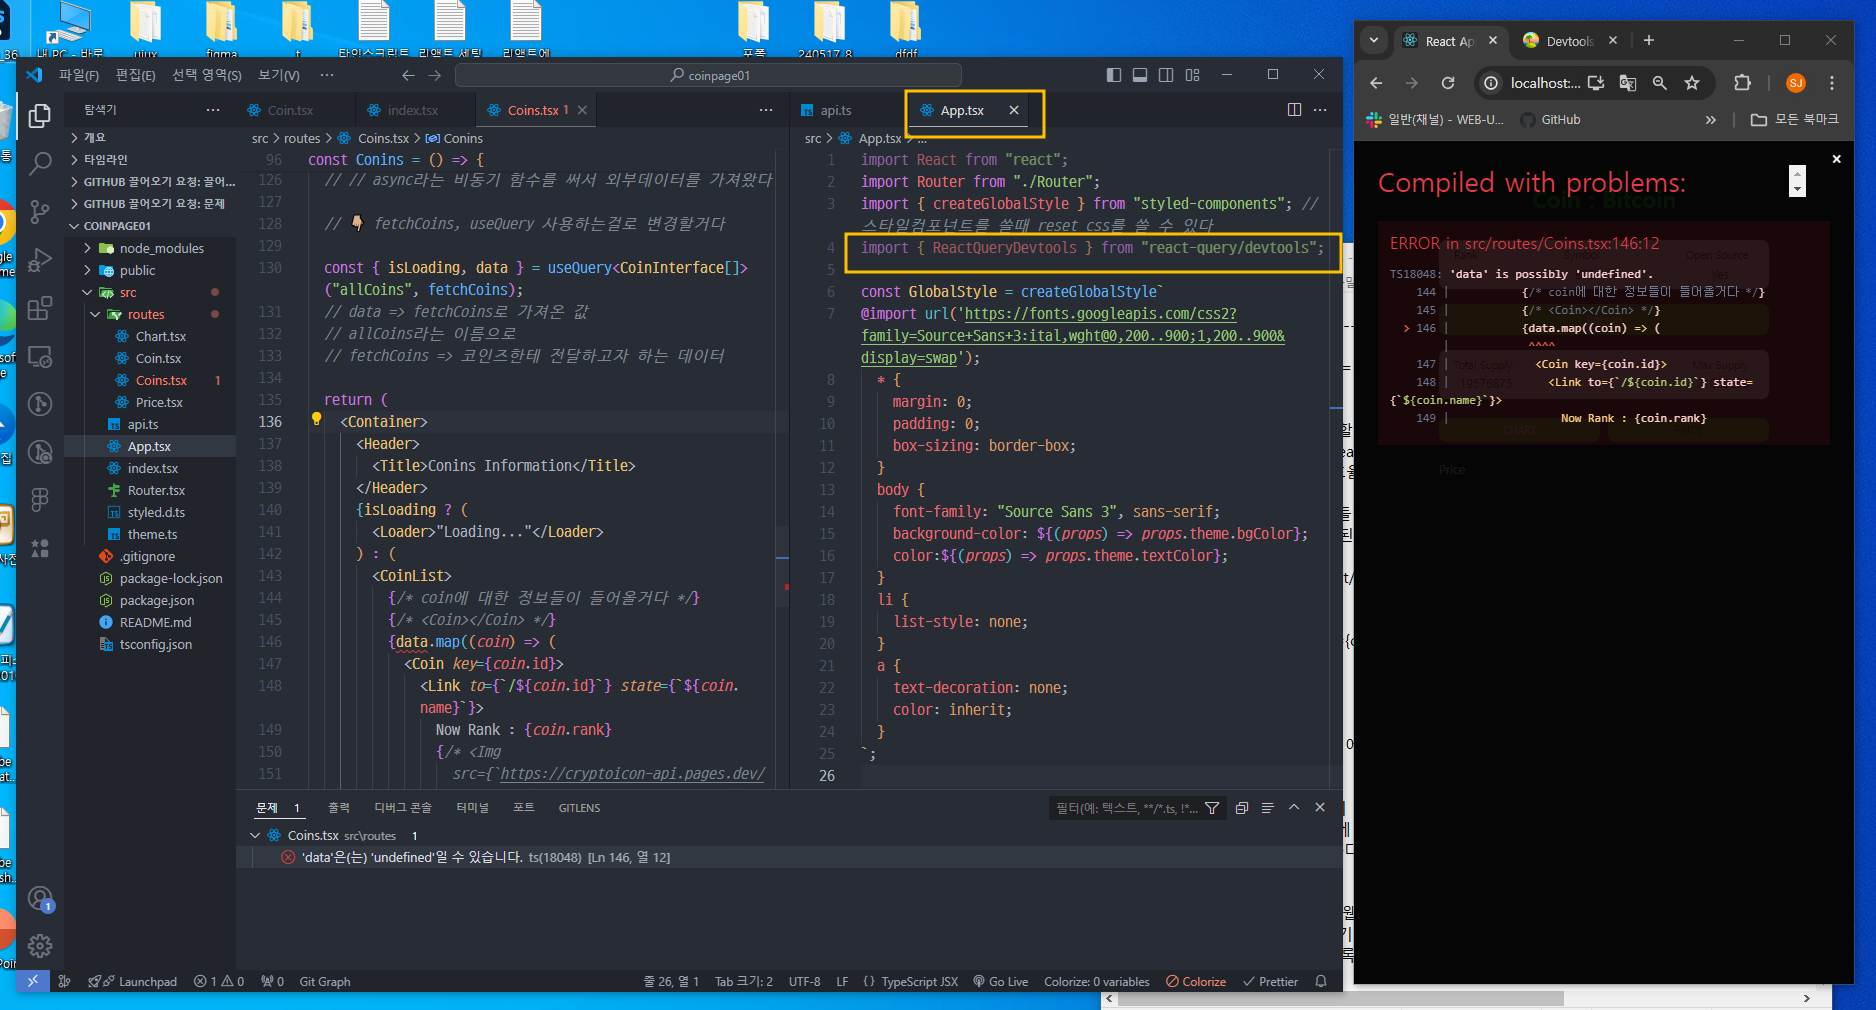 내 PC - 바로
uiux
figma
t
타입스크립트
리액트 세팅
리액트에
포폴
240517_8
dfdf
파일(F) 편집(E) 선택 영역(S) 보기(V) ···
coinpage01
탐색기
개요
타임라인
GITHUB 끌어오기 요청: 끌어...
GITHUB 끌어오기 요청: 문제
COINPAGE01
node_modules
public
src
routes
Chart.tsx
Coin.tsx
Coins.tsx 1
Price.tsx
api.ts
App.tsx
index.tsx
Router.tsx
styled.d.ts
theme.ts
.gitignore
package-lock.json
package.json
README.md
tsconfig.json
Coin.tsx index.tsx Coins.tsx 1
src > routes > Coins.tsx > Conins
96 const Conins = () => {
126 // // async라는 비동기 함수를 써서 외부데이터를 가져왔다
127
128 // 👇 fetchCoins, useQuery 사용하는걸로 변경할거다
129
130 const { isLoading, data } = useQuery<CoinInterface[]>
("allCoins", fetchCoins);
131 // data => fetchCoins로 가져온 값
132 // allCoins라는 이름으로
133 // fetchCoins => 코인즈한테 전달하고자 하는 데이터
134
135 return (
136 <Container>
137 <Header>
138 <Title>Conins Information</Title>
139 </Header>
140 {isLoading ? (
141 <Loader>"Loading..."</Loader>
142 ) : (
143 <CoinList>
144 {/* coin에 대한 정보들이 들어올거다 */}
145 {/* <Coin></Coin> */}
146 {data.map((coin) => (
147 <Coin key={coin.id}>
148 <Link to={`/${coin.id}`} state={`${coin.
name}`}>
149 Now Rank : {coin.rank}
150 {/* <Img
151 src={`https://cryptoicon-api.pages.dev/
api.ts App.tsx
src > App.tsx > ...
1 import React from "react";
2 import Router from "./Router";
3 import { createGlobalStyle } from "styled-components"; //
스타일컴포넌트를 쓸때 reset css를 쓸 수 있다
4 import { ReactQueryDevtools } from "react-query/devtools";
5
6 const GlobalStyle = createGlobalStyle`
7 @import url('https://fonts.googleapis.com/css2?
family=Source+Sans+3:ital,wght@0,200..900;1,200..900&
display=swap');
8 * {
9 margin: 0;
10 padding: 0;
11 box-sizing: border-box;
12 }
13 body {
14 font-family: "Source Sans 3", sans-serif;
15 background-color: ${(props) => props.theme.bgColor};
16 color:${(props) => props.theme.textColor};
17 }
18 li {
19 list-style: none;
20 }
21 a {
22 text-decoration: none;
23 color: inherit;
24 }
25 `;
26
문제 1 출력 디버그 콘솔 터미널 포트 GITLENS
필터(예: 텍스트, **/*.ts, !*...
Coins.tsx src\routes 1
'data'은(는) 'undefined'일 수 있습니다. ts(18048) [Ln 146, 열 12]
Launchpad 1 0 0 Git Graph
줄 26, 열 1 Tab 크기: 2 UTF-8 LF {} TypeScript JSX Go Live Colorize: 0 variables Colorize Prettier
React Ap Devtools
localhost:... SJ
일반(채널) - WEB-U... GitHub » 모든 북마크
Compiled with problems:
Coin : Bitcoin
ERROR in src/routes/Coins.tsx:146:12
Rank Symbol Open Source
Yes
TS18048: 'data' is possibly 'undefined'.
144 | {/* coin에 대한 정보들이 들어올거다 */}
145 | {/* <Coin></Coin> */}
> 146 | {data.map((coin) => (
| ^^^^
147 | <Coin key={coin.id}>
148 | <Link to={`/${coin.id}`} state=
{`${coin.name}`}>
149 | Now Rank : {coin.rank}
Total Supply Max Supply
19576875
CHART
Price